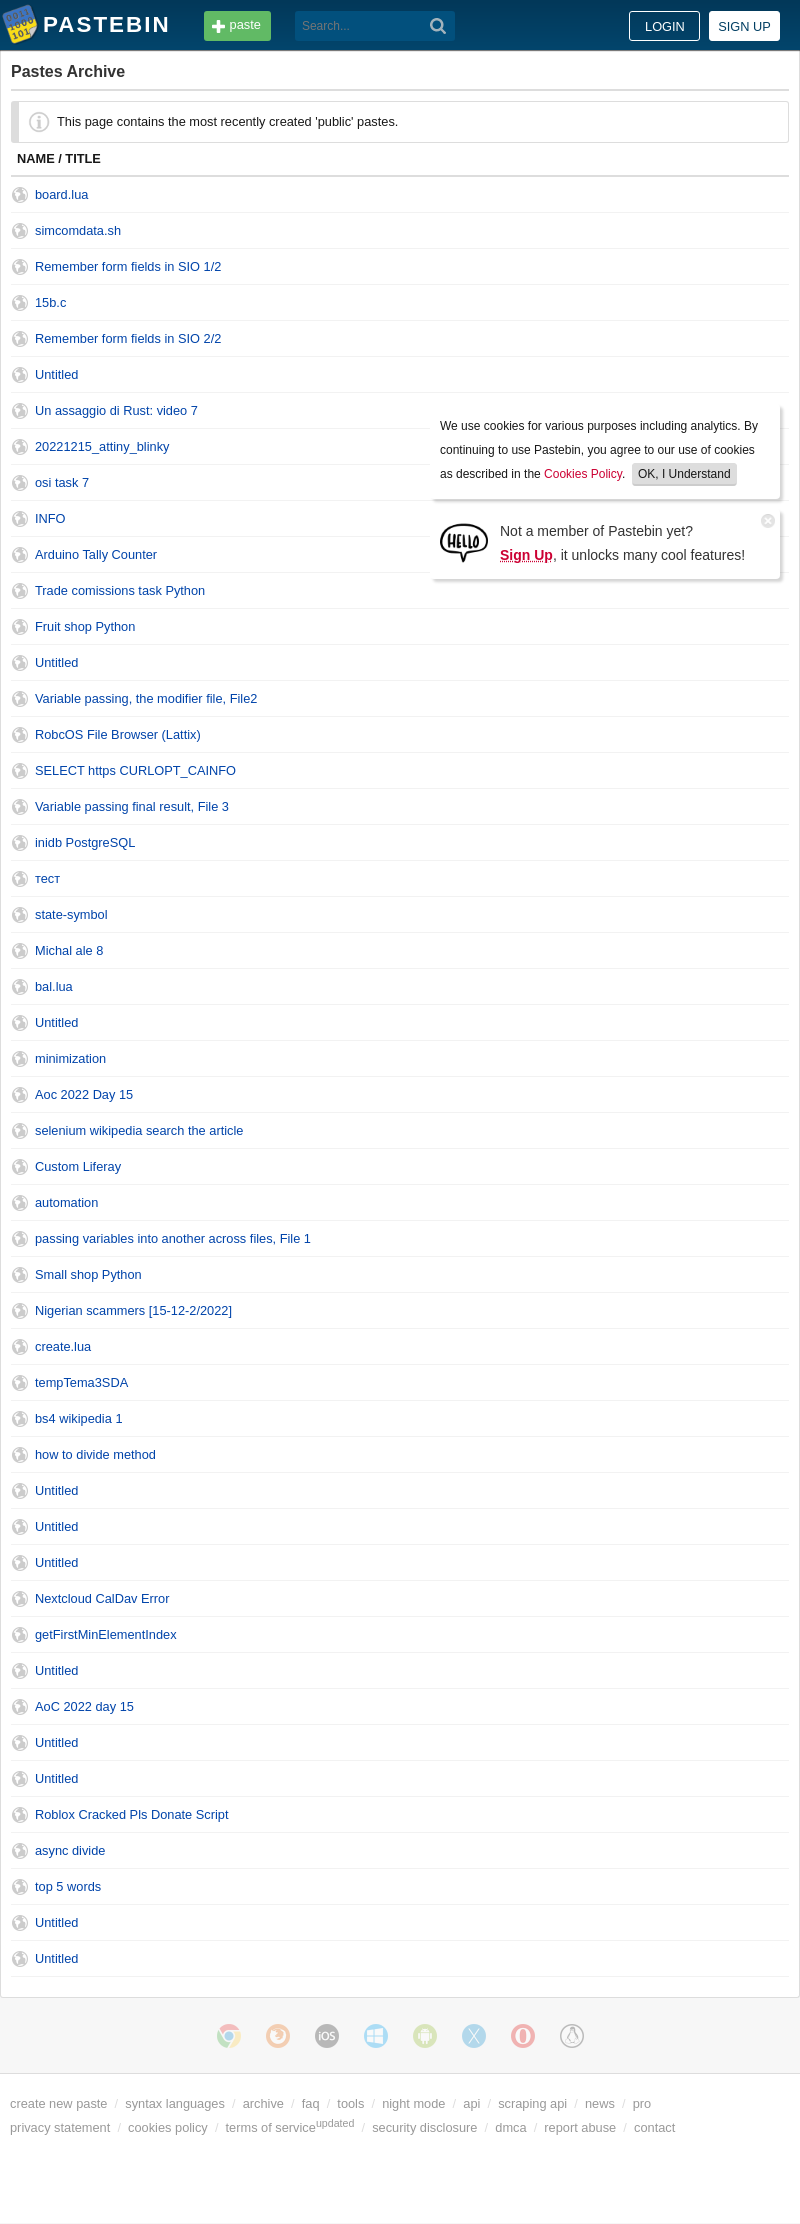 PASTEBIN
paste
Search...
LOGIN
SIGN UP
Pastes Archive
This page contains the most recently created 'public' pastes.
NAME / TITLE
board.lua
simcomdata.sh
Remember form fields in SIO 1/2
15b.c
Remember form fields in SIO 2/2
Untitled
Un assaggio di Rust: video 7
20221215_attiny_blinky
osi task 7
INFO
Arduino Tally Counter
We use cookies for various purposes including analytics. By
continuing to use Pastebin, you agree to our use of cookies
as described in the Cookies Policy. OK, I Understand
HELLO
Not a member of Pastebin yet?
Sign Up, it unlocks many cool features!
Trade comissions task Python
Fruit shop Python
Untitled
Variable passing, the modifier file, File2
RobcOS File Browser (Lattix)
SELECT https CURLOPT_CAINFO
Variable passing final result, File 3
inidb PostgreSQL
тест
state-symbol
Michal ale 8
bal.lua
Untitled
minimization
Aoc 2022 Day 15
selenium wikipedia search the article
Custom Liferay
automation
passing variables into another across files, File 1
Small shop Python
Nigerian scammers [15-12-2/2022]
create.lua
tempTema3SDA
bs4 wikipedia 1
how to divide method
Untitled
Untitled
Untitled
Nextcloud CalDav Error
getFirstMinElementIndex
Untitled
AoC 2022 day 15
Untitled
Untitled
Roblox Cracked Pls Donate Script
async divide
top 5 words
Untitled
Untitled
iOS
create new paste / syntax languages / archive / faq / tools / night mode / api / scraping api / news / pro
privacy statement / cookies policy / terms of service updated / security disclosure / dmca / report abuse / contact